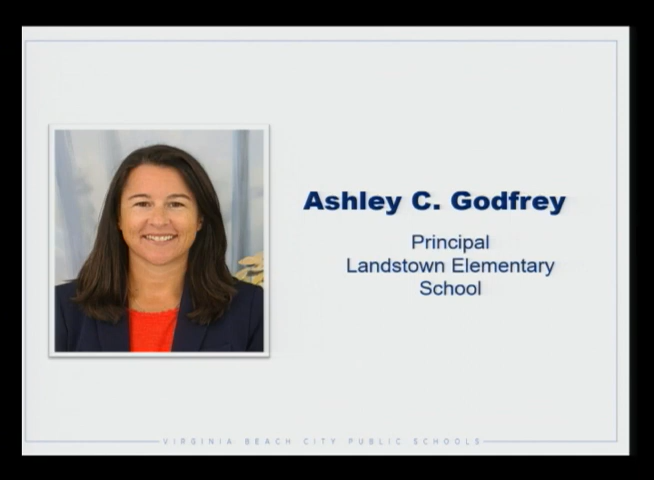 Ashley C. Godfrey
Principal
Landstown Elementary
School
VIRGINIA BEACH CITY PUBLIC SCHOOLS